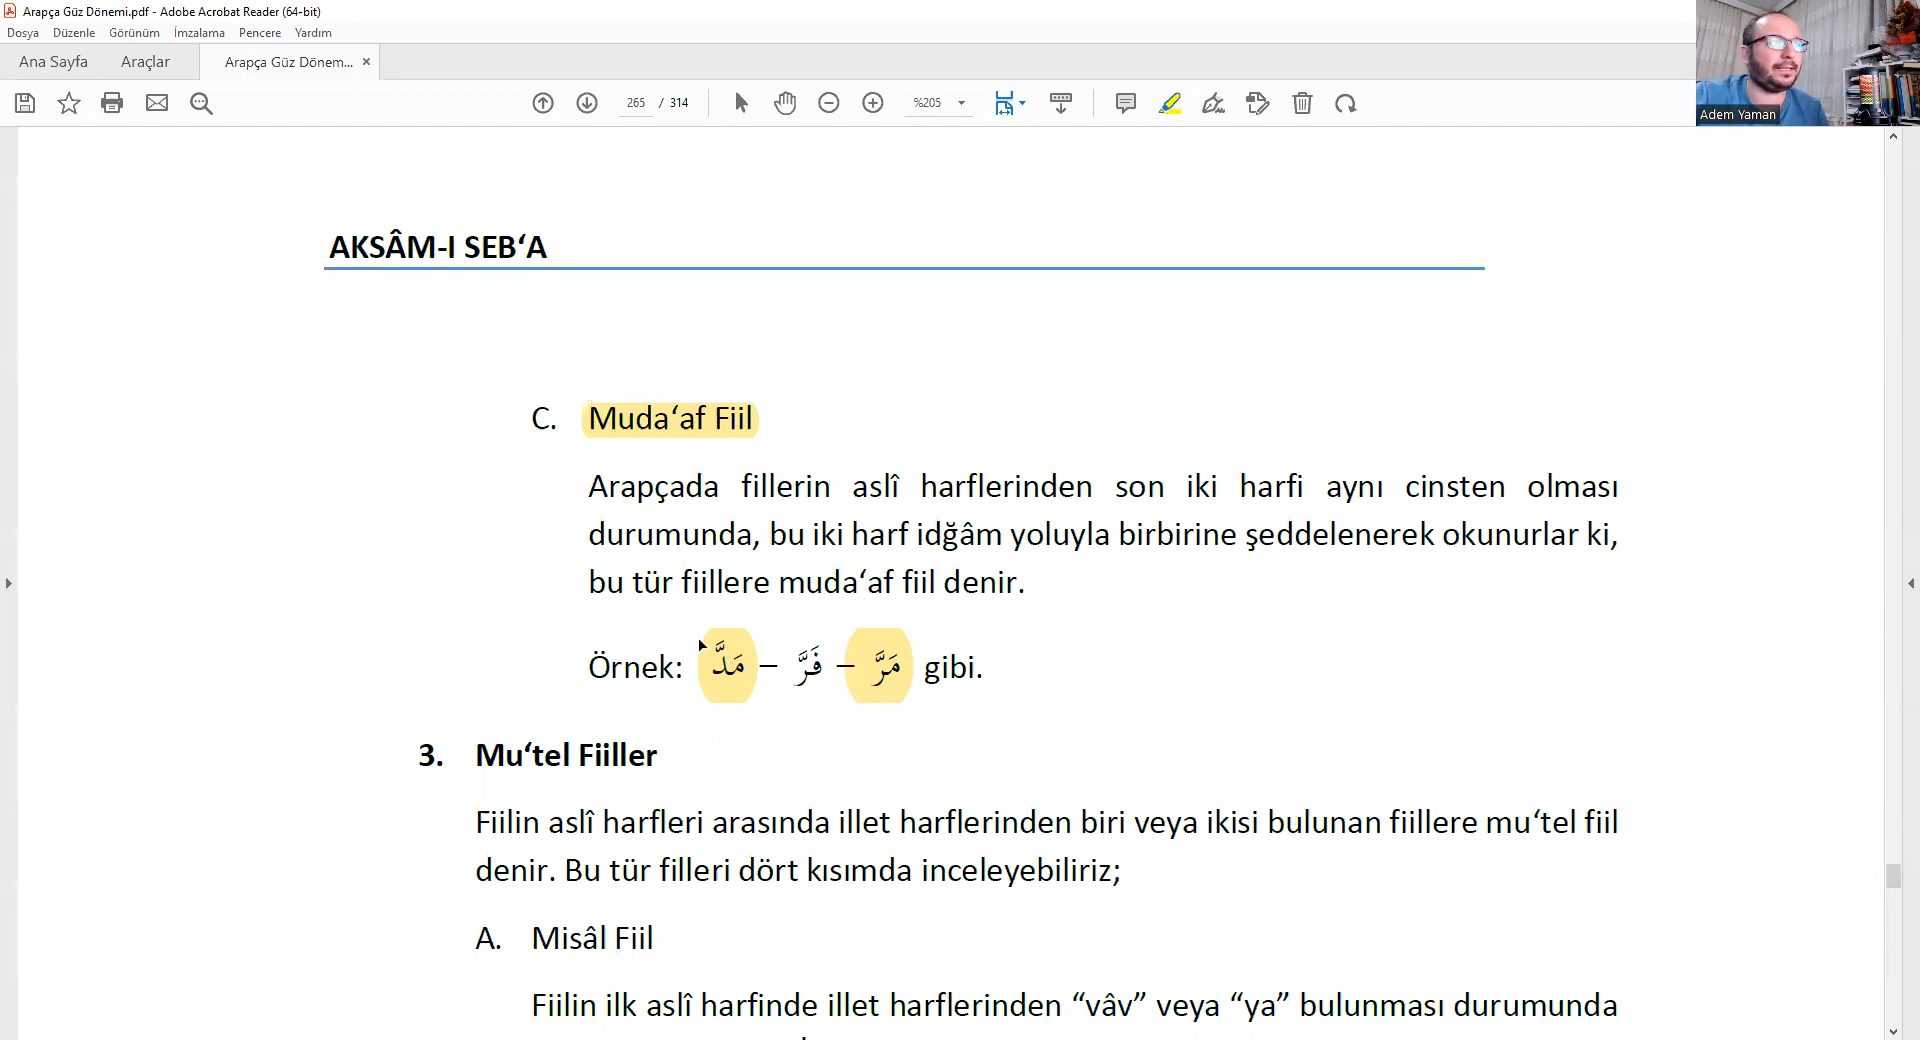 Arapça Güz Dönemi.pdf - Adobe Acrobat Reader (64-bit)
Dosya Düzenle Görünüm İmzalama Pencere Yardım
Ana Sayfa Araçlar Arapça Güz Dönem... ×
265 / 314 %205
Adem Yaman
AKSÂM-I SEB‘A
C. Muda‘af Fiil
Arapçada fillerin aslî harflerinden son iki harfi aynı cinsten olması
durumunda, bu iki harf idğâm yoluyla birbirine şeddelenerek okunurlar ki,
bu tür fiillere muda‘af fiil denir.
Örnek: مَدَّ – فَرَّ – مَرَّ gibi.
3. Mu‘tel Fiiller
Fiilin aslî harfleri arasında illet harflerinden biri veya ikisi bulunan fiillere mu‘tel fiil
denir. Bu tür filleri dört kısımda inceleyebiliriz;
A. Misâl Fiil
Fiilin ilk aslî harfinde illet harflerinden “vâv” veya “ya” bulunması durumunda